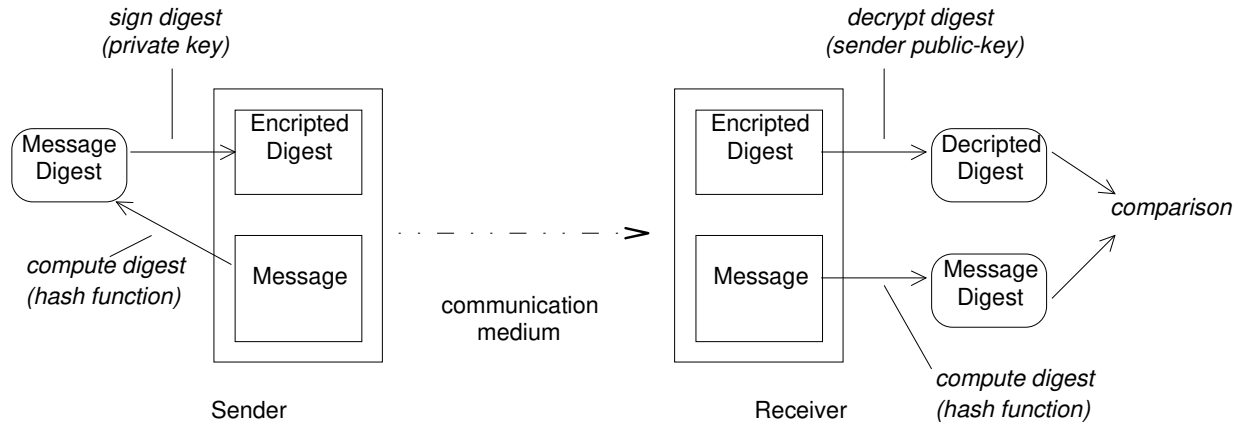 sign digest
(private key)
Message
Digest
Encripted
Digest
Message
compute digest
(hash function)
Sender
communication
medium
decrypt digest
(sender public-key)
Encripted
Digest
Decripted
Digest
comparison
Message
Message
Digest
compute digest
(hash function)
Receiver